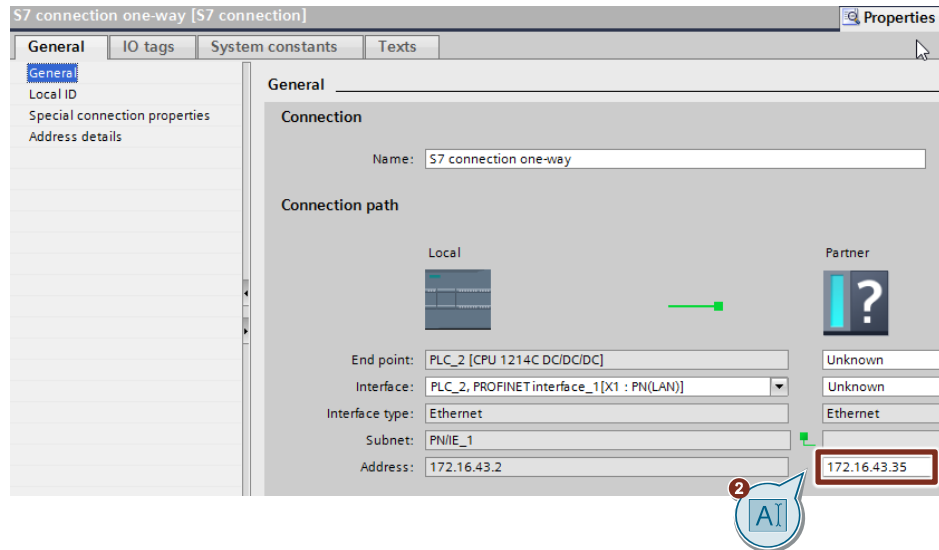 S7 connection one-way [S7 connection]
Properties
General IO tags System constants Texts
General
Local ID
Special connection properties
Address details
General
Connection
Name: S7 connection one-way
Connection path
Local Partner
?
End point: PLC_2 [CPU 1214C DC/DC/DC] Unknown
Interface: PLC_2, PROFINET interface_1[X1 : PN(LAN)] Unknown
Interface type: Ethernet Ethernet
Subnet: PN/IE_1
Address: 172.16.43.2 172.16.43.35
2
A